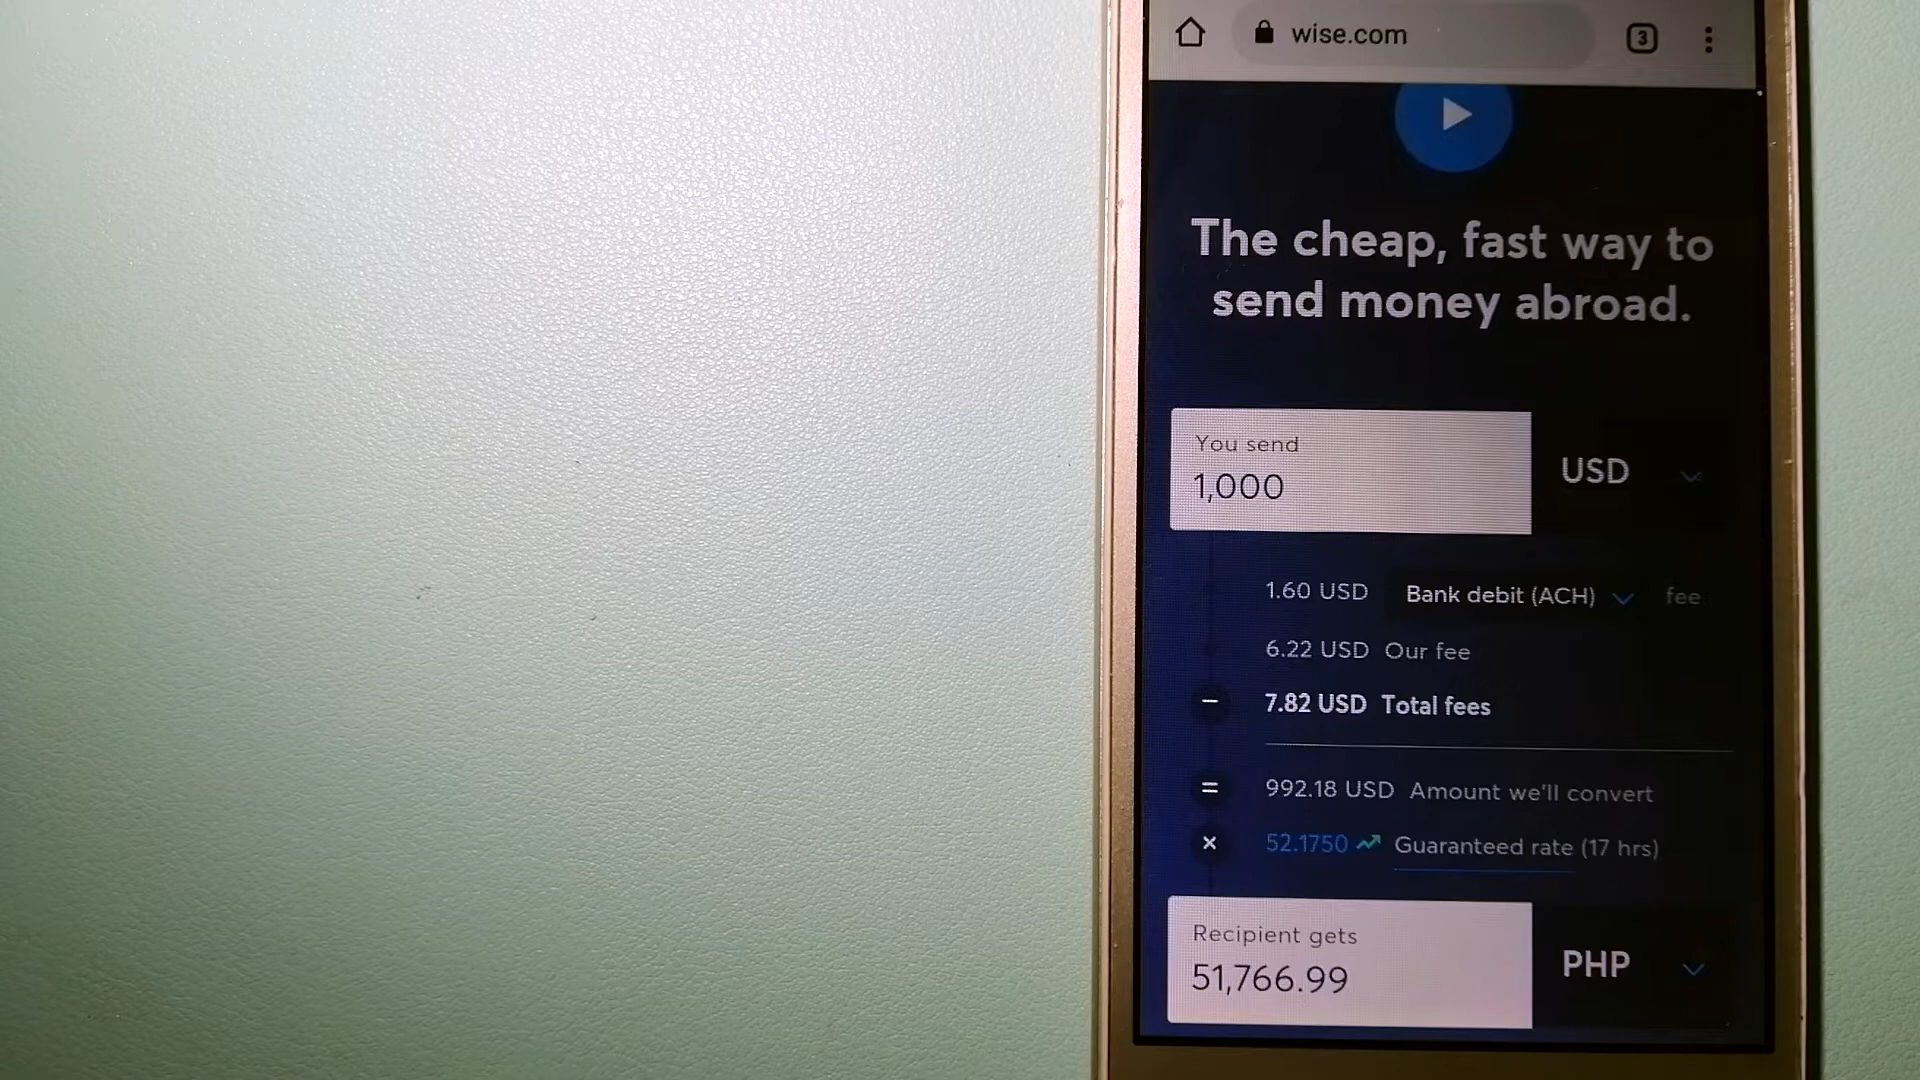 wise.com
3
The cheap, fast way to
send money abroad.
You send
1,000
USD
1.60 USD Bank debit (ACH) fee
6.22 USD Our fee
− 7.82 USD Total fees
= 992.18 USD Amount we'll convert
× 52.1750 Guaranteed rate (17 hrs)
Recipient gets
51,766.99
PHP